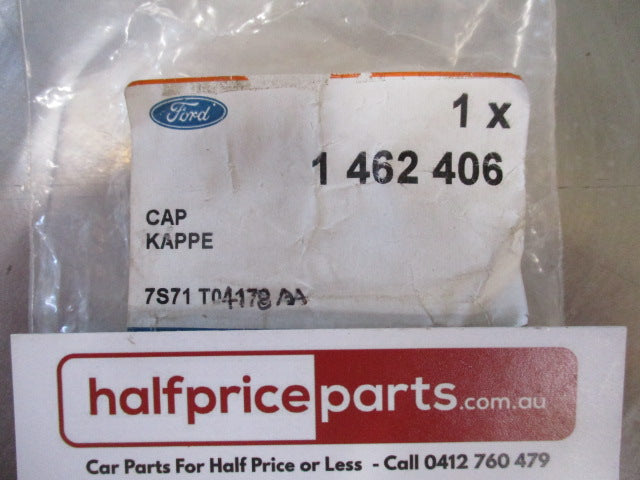 Ford
1 x
1 462 406
CAP
KAPPE
7S71 T04178 AA
halfpriceparts.com.au
Car Parts For Half Price or Less - Call 0412 760 479